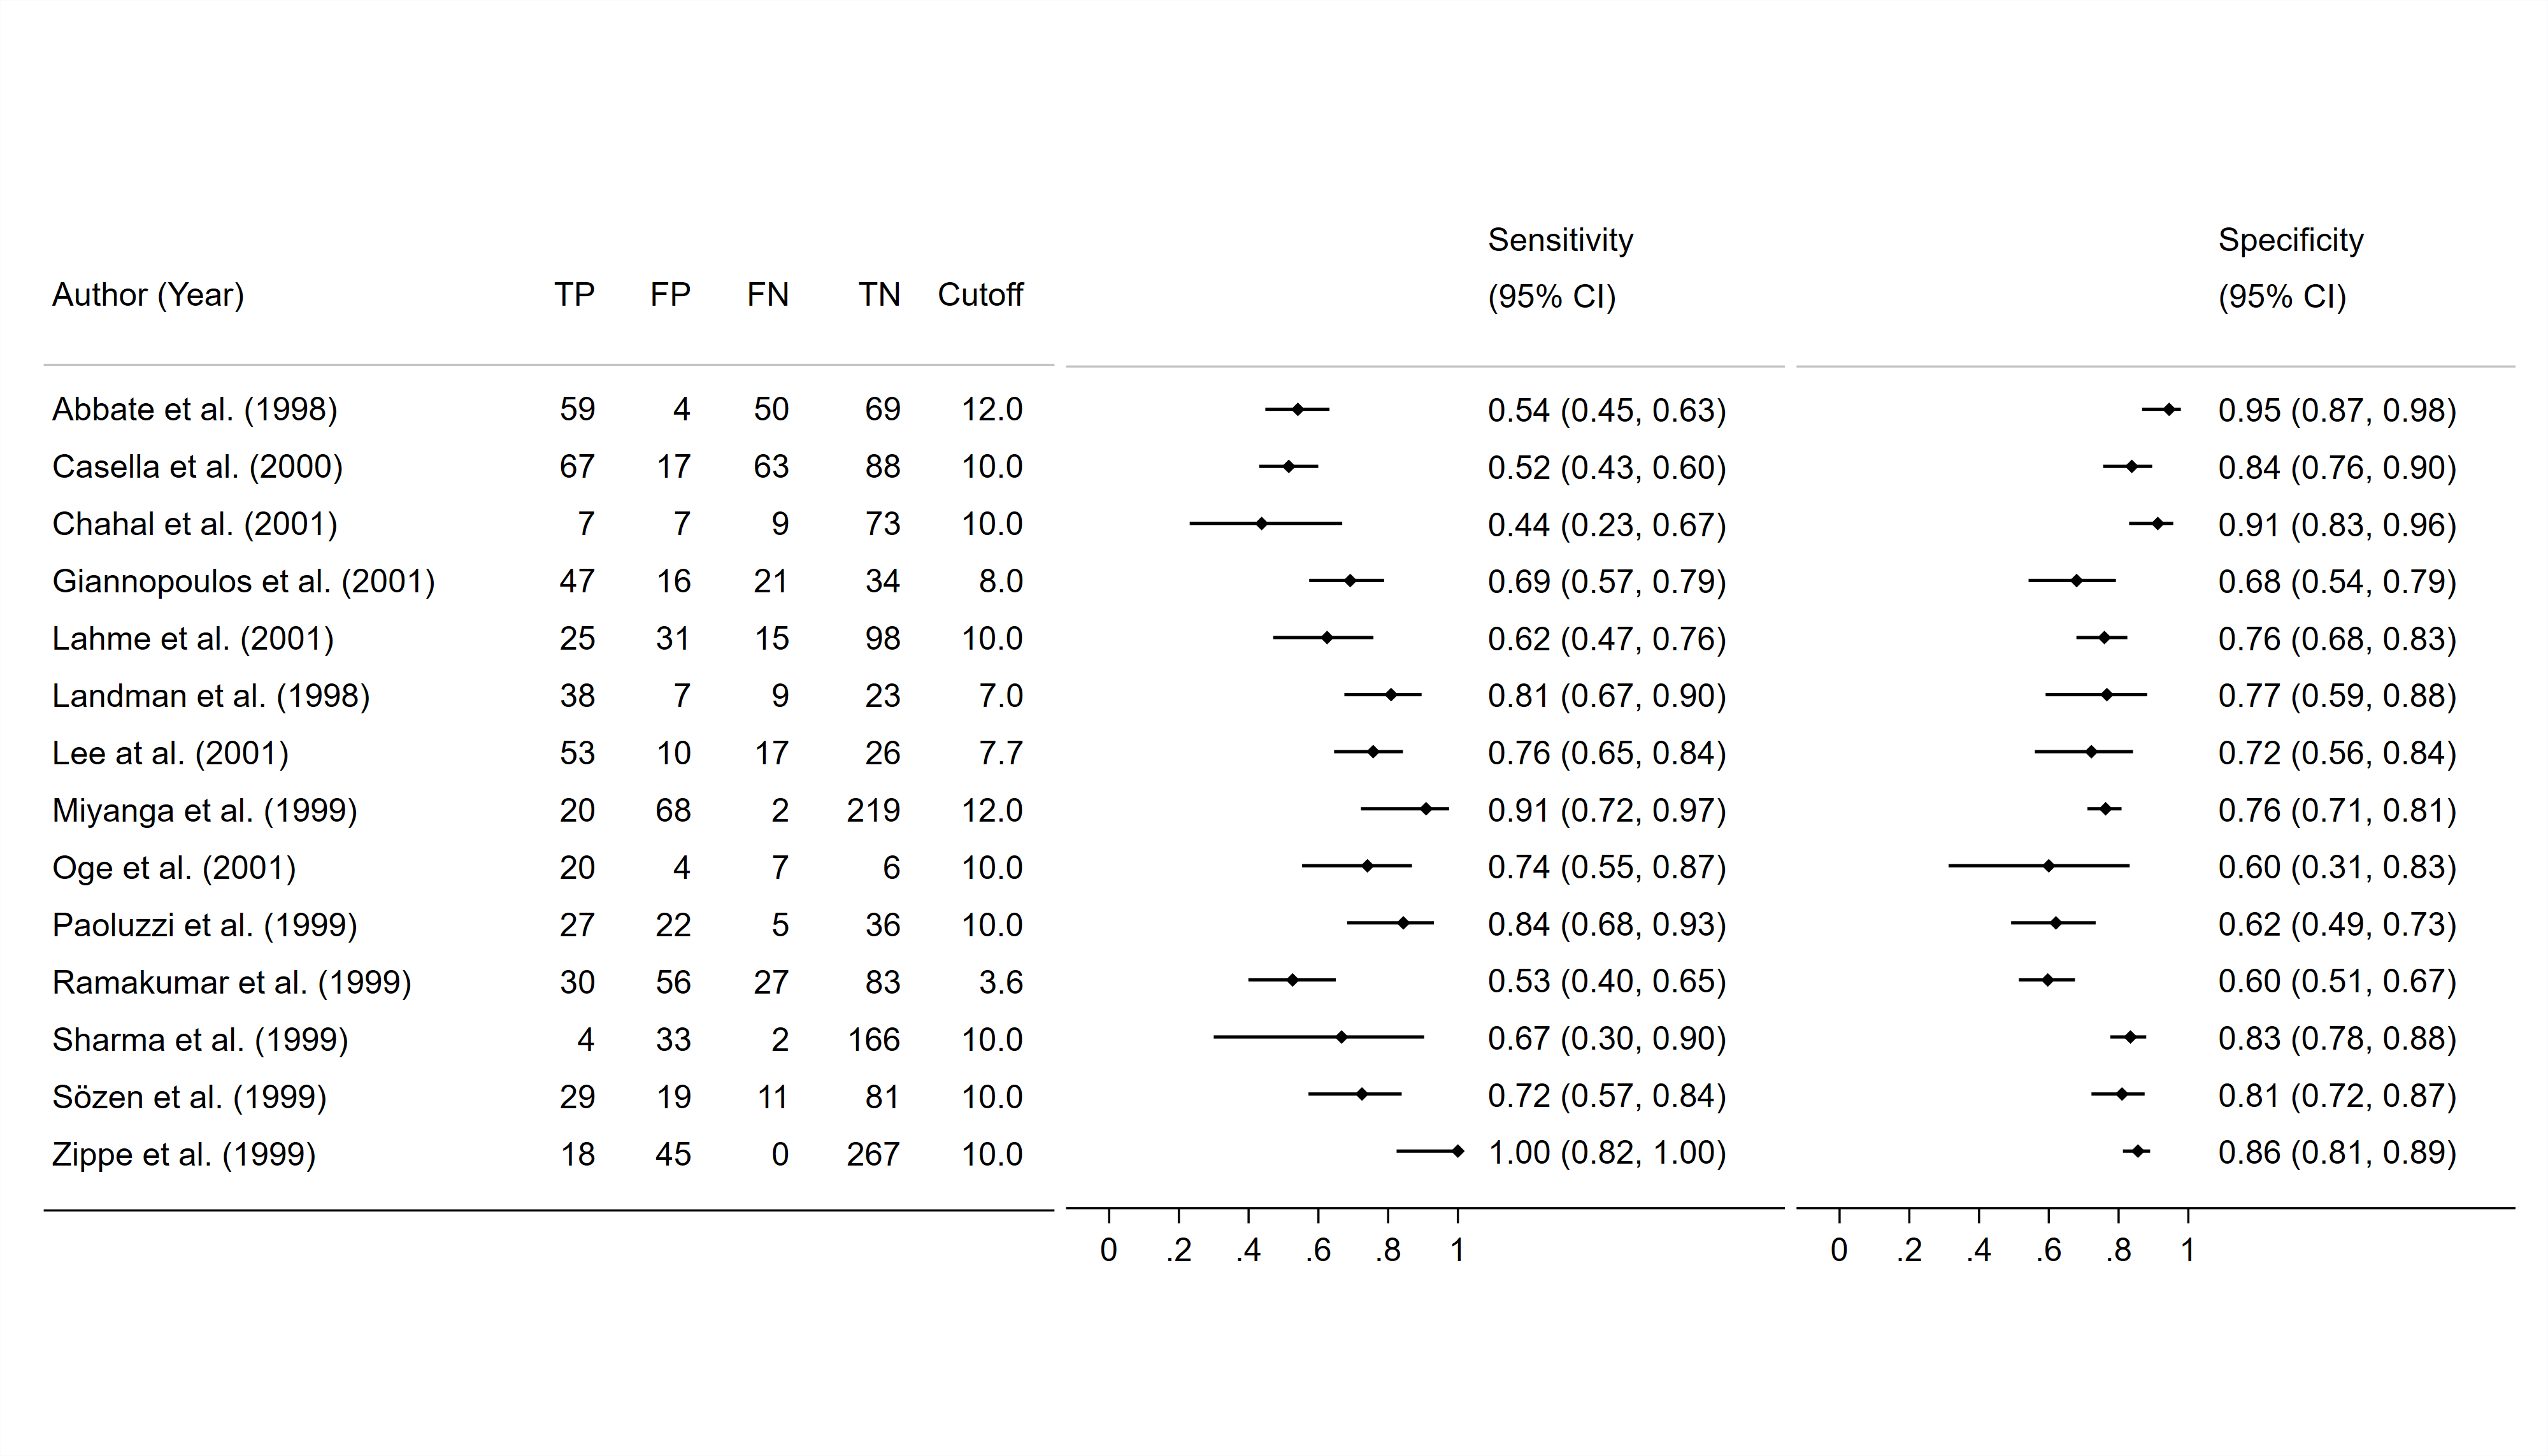 Sensitivity Specificity
Author (Year) TP FP FN TN Cutoff (95% CI) (95% CI)
Abbate et al. (1998) 59 4 50 69 12.0 0.54 (0.45, 0.63) 0.95 (0.87, 0.98)
Casella et al. (2000) 67 17 63 88 10.0 0.52 (0.43, 0.60) 0.84 (0.76, 0.90)
Chahal et al. (2001) 7 7 9 73 10.0 0.44 (0.23, 0.67) 0.91 (0.83, 0.96)
Giannopoulos et al. (2001) 47 16 21 34 8.0 0.69 (0.57, 0.79) 0.68 (0.54, 0.79)
Lahme et al. (2001) 25 31 15 98 10.0 0.62 (0.47, 0.76) 0.76 (0.68, 0.83)
Landman et al. (1998) 38 7 9 23 7.0 0.81 (0.67, 0.90) 0.77 (0.59, 0.88)
Lee at al. (2001) 53 10 17 26 7.7 0.76 (0.65, 0.84) 0.72 (0.56, 0.84)
Miyanga et al. (1999) 20 68 2 219 12.0 0.91 (0.72, 0.97) 0.76 (0.71, 0.81)
Oge et al. (2001) 20 4 7 6 10.0 0.74 (0.55, 0.87) 0.60 (0.31, 0.83)
Paoluzzi et al. (1999) 27 22 5 36 10.0 0.84 (0.68, 0.93) 0.62 (0.49, 0.73)
Ramakumar et al. (1999) 30 56 27 83 3.6 0.53 (0.40, 0.65) 0.60 (0.51, 0.67)
Sharma et al. (1999) 4 33 2 166 10.0 0.67 (0.30, 0.90) 0.83 (0.78, 0.88)
Sözen et al. (1999) 29 19 11 81 10.0 0.72 (0.57, 0.84) 0.81 (0.72, 0.87)
Zippe et al. (1999) 18 45 0 267 10.0 1.00 (0.82, 1.00) 0.86 (0.81, 0.89)
0 .2 .4 .6 .8 1 0 .2 .4 .6 .8 1